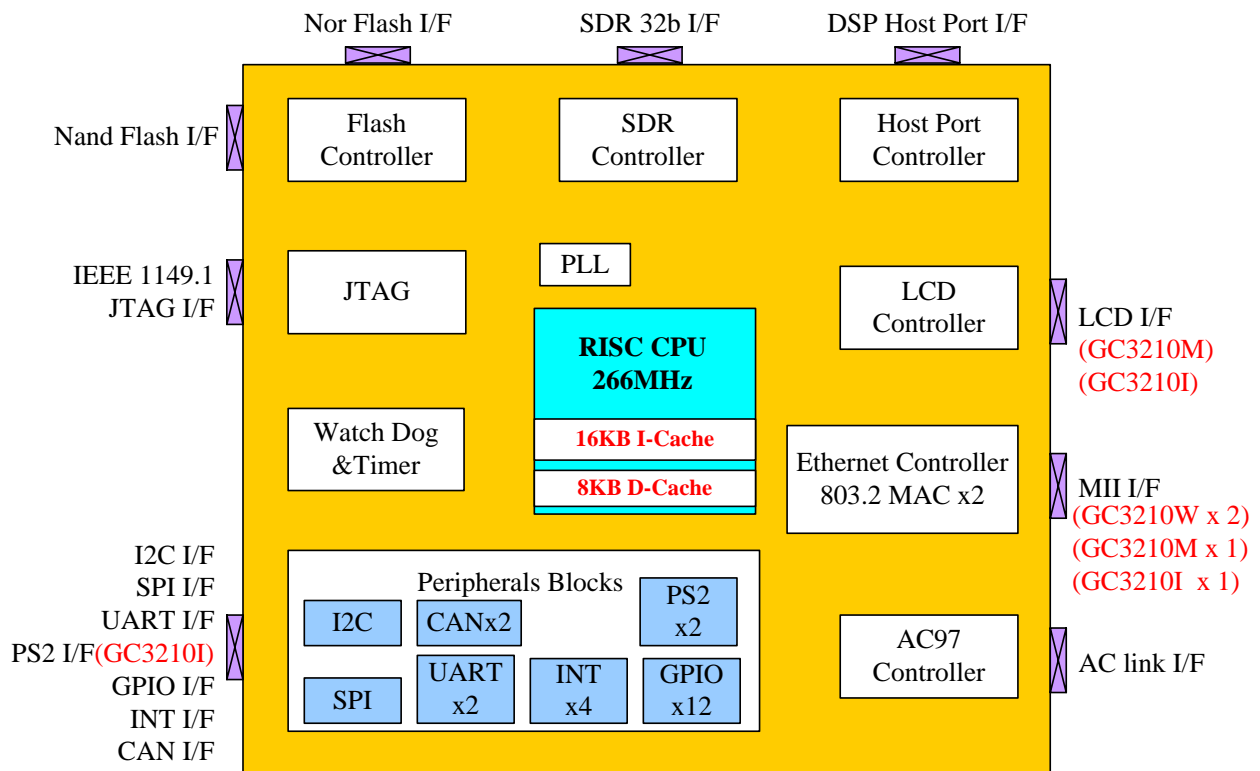 Nor Flash I/F
SDR 32b I/F
DSP Host Port I/F
Nand Flash I/F
Flash
Controller
SDR
Controller
Host Port
Controller
IEEE 1149.1
JTAG I/F
JTAG
PLL
LCD
Controller
LCD I/F
(GC3210M)
(GC3210I)
RISC CPU
266MHz
16KB I-Cache
8KB D-Cache
Watch Dog
&Timer
Ethernet Controller
803.2 MAC x2
MII I/F
(GC3210W x 2)
(GC3210M x 1)
(GC3210I x 1)
I2C I/F
SPI I/F
UART I/F
PS2 I/F(GC3210I)
GPIO I/F
INT I/F
CAN I/F
Peripherals Blocks
I2C
CANx2
PS2
x2
SPI
UART
x2
INT
x4
GPIO
x12
AC97
Controller
AC link I/F